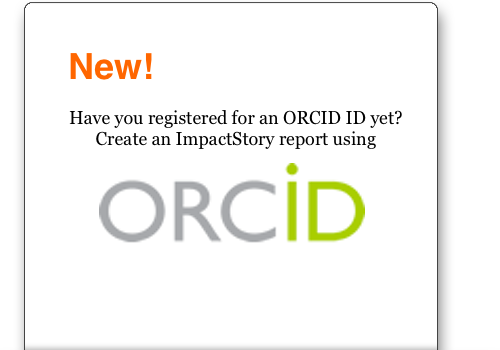 New!
Have you registered for an ORCID ID yet?
Create an ImpactStory report using
ORCiD